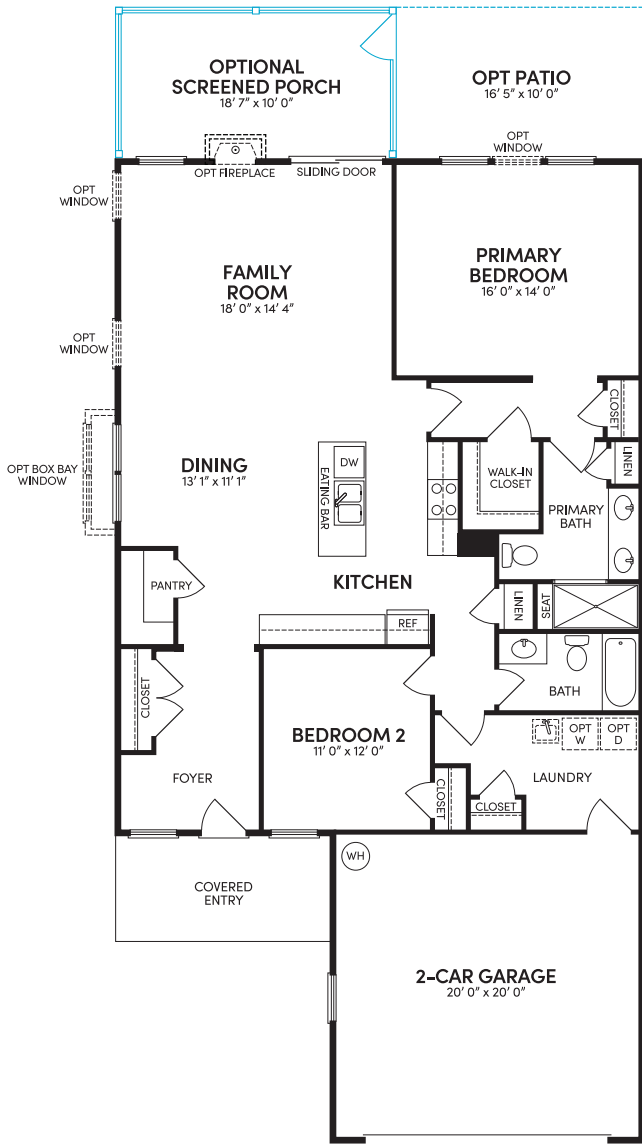 OPTIONAL
SCREENED PORCH
18' 7" x 10' 0"
OPT PATIO
16' 5" x 10' 0"
OPT
WINDOW
OPT FIREPLACE
SLIDING DOOR
OPT
WINDOW
FAMILY
ROOM
18' 0" x 14' 4"
PRIMARY
BEDROOM
16' 0" x 14' 0"
OPT
WINDOW
CLOSET
OPT BOX BAY
WINDOW
DINING
13' 1" x 11' 1"
EATING BAR
DW
WALK-IN
CLOSET
LINEN
PRIMARY
BATH
PANTRY
KITCHEN
REF
LINEN
SEAT
CLOSET
BATH
BEDROOM 2
11' 0" x 12' 0"
OPT
W
OPT
D
FOYER
LAUNDRY
CLOSET
CLOSET
WH
COVERED
ENTRY
2-CAR GARAGE
20' 0" x 20' 0"